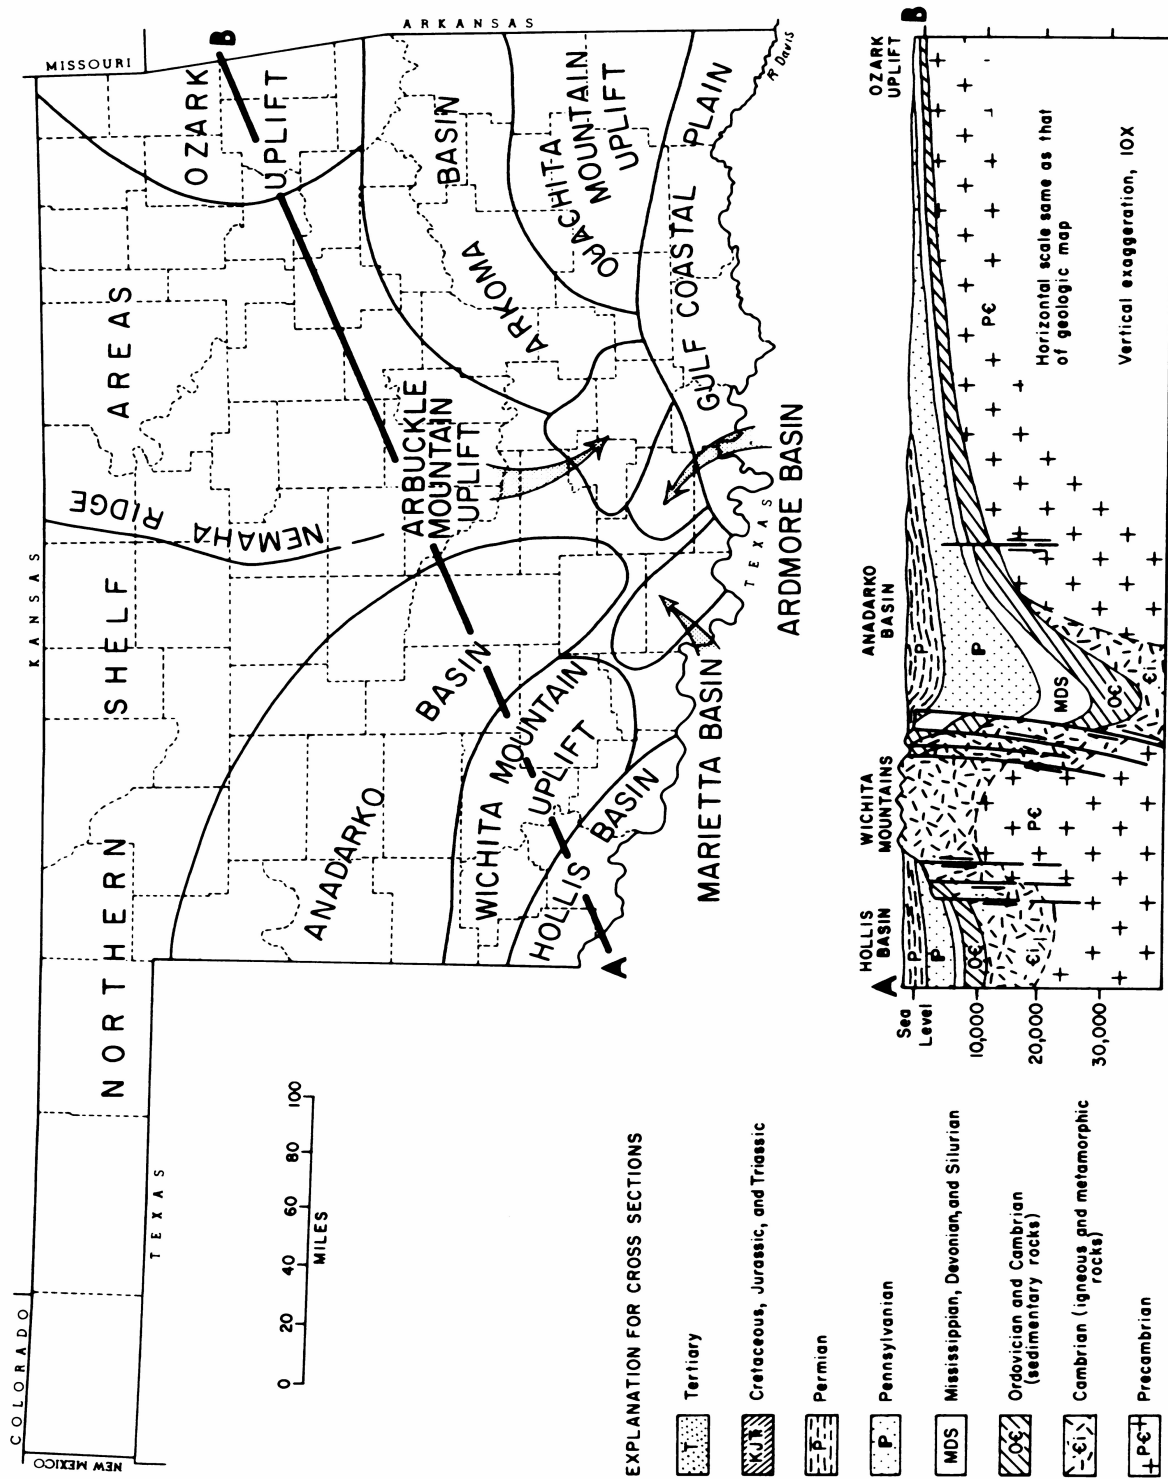 COLORADO
NEW MEXICO
KANSAS
MISSOURI
ARKANSAS
TEXAS
TEXAS
NORTHERN SHELF AREAS
NEMAHA RIDGE
OZARK
UPLIFT
B
ANADARKO
BASIN
ARBUCKLE
MOUNTAIN
UPLIFT
ARKOMA
BASIN
OUACHITA
MOUNTAIN
UPLIFT
WICHITA MOUNTAIN
UPLIFT
HOLLIS BASIN
A
GULF COASTAL PLAIN
MARIETTA BASIN
ARDMORE BASIN
R Davis
0 20 40 60 80 100
MILES
EXPLANATION FOR CROSS SECTIONS
T
Tertiary
KJT
Cretaceous, Jurassic, and Triassic
P
Permian
P
Pennsylvanian
MDS
Mississippian, Devonian, and Silurian
O€
Ordovician and Cambrian
(sedimentary rocks)
€i
Cambrian (igneous and metamorphic
rocks)
P€
Precambrian
A
HOLLIS
BASIN
WICHITA
MOUNTAINS
ANADARKO
BASIN
OZARK
UPLIFT
B
Sea
Level
10,000
20,000
30,000
P
P
O€
€i
P€
P
P
MDS
O€
€i
P€
Horizontal scale same as that
of geologic map
Vertical exaggeration, 10X